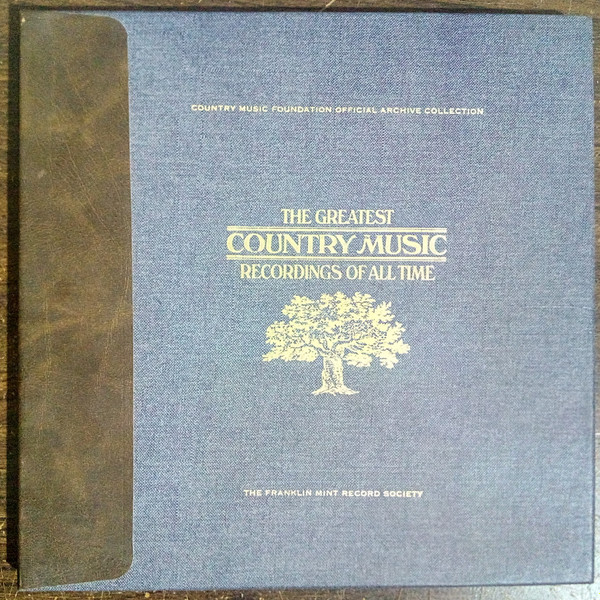 COUNTRY MUSIC FOUNDATION OFFICIAL ARCHIVE COLLECTION
THE GREATEST
COUNTRY MUSIC
RECORDINGS OF ALL TIME
THE FRANKLIN MINT RECORD SOCIETY